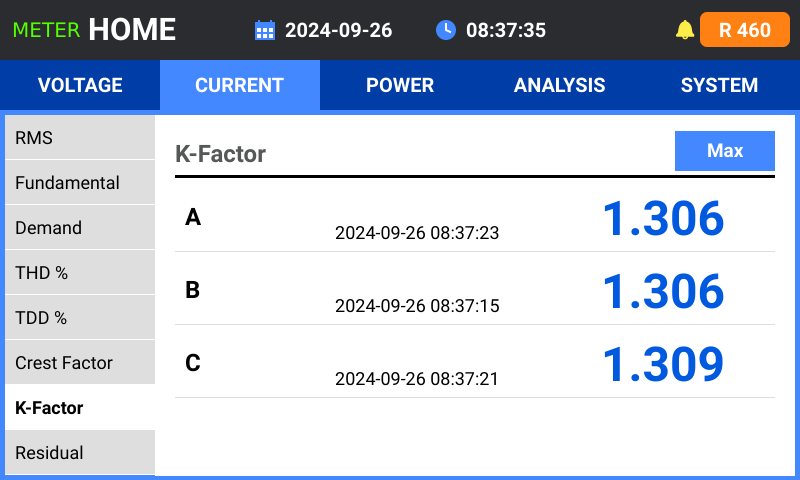 METER HOME 2024-09-26 08:37:35 R 460
VOLTAGE CURRENT POWER ANALYSIS SYSTEM
RMS
Fundamental
Demand
THD %
TDD %
Crest Factor
K-Factor
Residual
K-Factor Max
A 2024-09-26 08:37:23 1.306
B 2024-09-26 08:37:15 1.306
C 2024-09-26 08:37:21 1.309